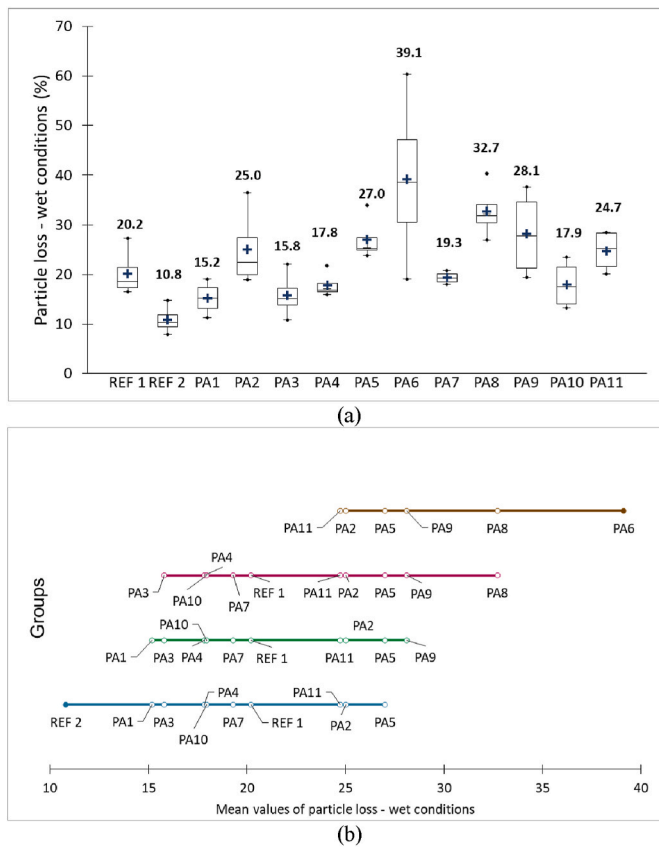 (a)
Particle loss - wet conditions (%)
70
60
50
40
30
20
10
0
20.2
10.8
15.2
25.0
15.8
17.8
27.0
39.1
19.3
32.7
28.1
17.9
24.7
REF 1 REF 2 PA1 PA2 PA3 PA4 PA5 PA6 PA7 PA8 PA9 PA10 PA11
(a)
Groups
PA11 PA2 PA5 PA9 PA8 PA6
PA4
PA3 PA10 PA7 REF 1 PA11 PA2 PA5 PA9 PA8
PA10 PA2
PA1 PA3 PA4 PA7 REF 1 PA11 PA5 PA9
PA4 PA11
REF 2 PA1 PA3 PA10 PA7 REF 1 PA2 PA5
10 15 20 25 30 35 40
Mean values of particle loss - wet conditions
(b)